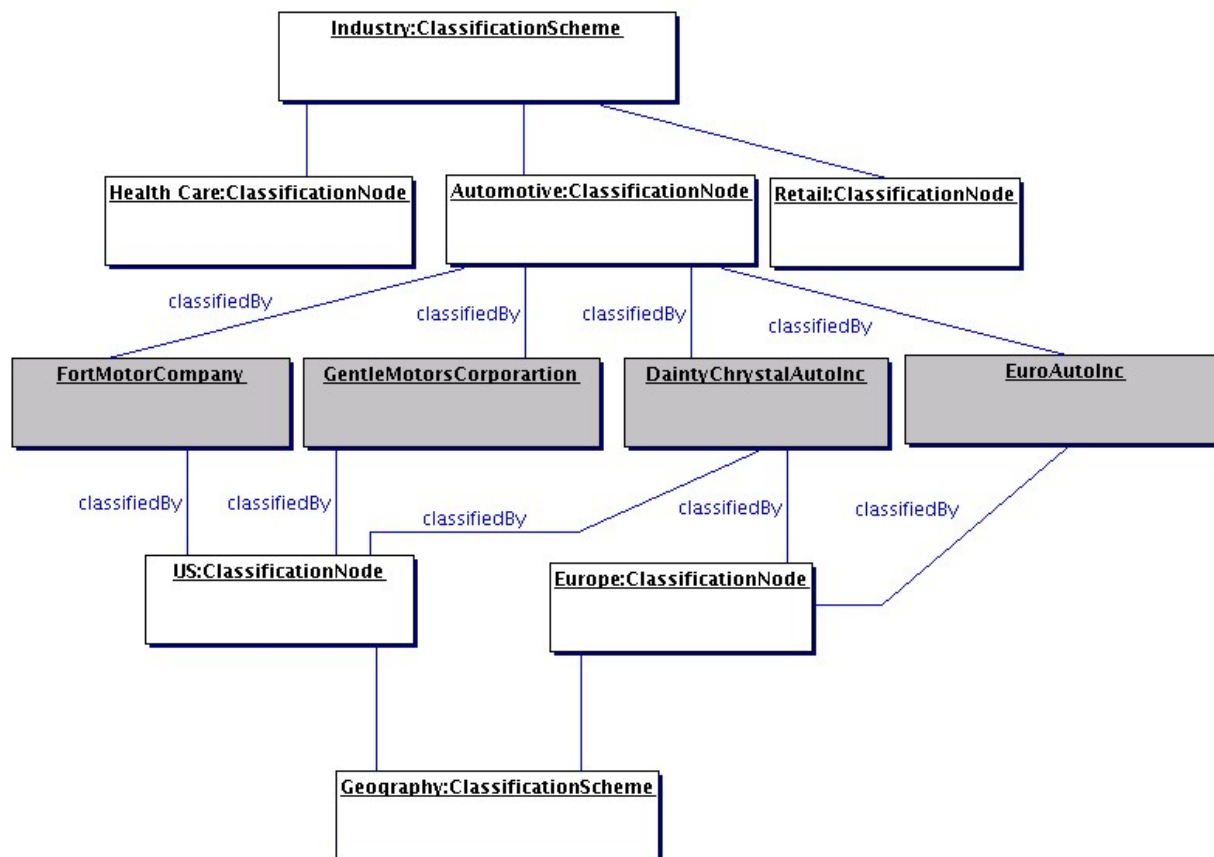 Industry:ClassificationScheme
Health Care:ClassificationNode
Automotive:ClassificationNode
Retail:ClassificationNode
classifiedBy
classifiedBy
classifiedBy
classifiedBy
FortMotorCompany
GentleMotorsCorporartion
DaintyChrystalAutoInc
EuroAutoInc
classifiedBy
classifiedBy
classifiedBy
classifiedBy
classifiedBy
US:ClassificationNode
Europe:ClassificationNode
Geography:ClassificationScheme